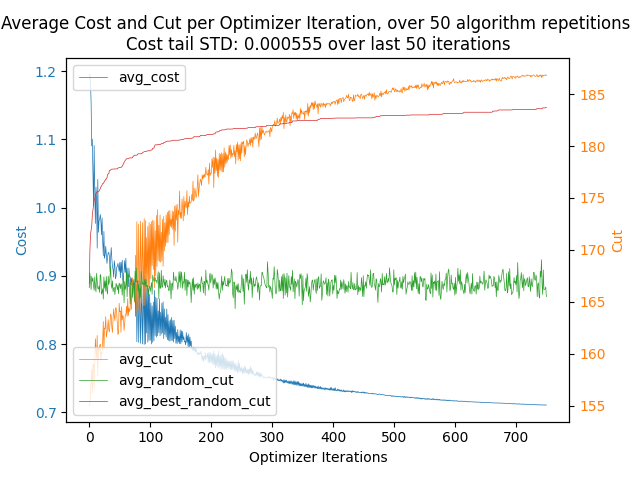 Average Cost and Cut per Optimizer Iteration, over 50 algorithm repetitions
Cost tail STD: 0.000555 over last 50 iterations
avg_cost
1.2
1.1
1.0
0.9
0.8
0.7
Cost
185
180
175
170
165
160
155
Cut
avg_cut
avg_random_cut
avg_best_random_cut
0 100 200 300 400 500 600 700
Optimizer Iterations